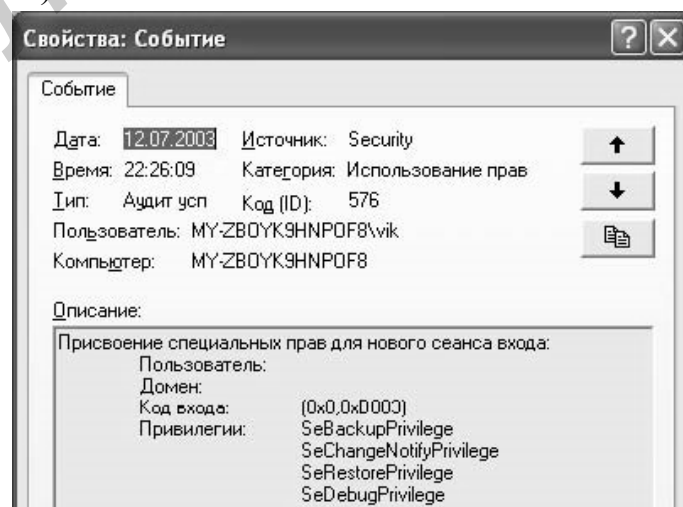 Свойства: Событие
Событие
Дата: 12.07.2003 Источник: Security
Время: 22:26:09 Категория: Использование прав
Тип: Аудит усп Код (ID): 576
Пользователь: MY-ZBOYK9HNPOF8\vik
Компьютер: MY-ZBOYK9HNPOF8
Описание:
Присвоение специальных прав для нового сеанса входа:
Пользователь:
Домен:
Код входа: (0x0,0xD003)
Привилегии: SeBackupPrivilege
SeChangeNotifyPrivilege
SeRestorePrivilege
SeDebugPrivilege